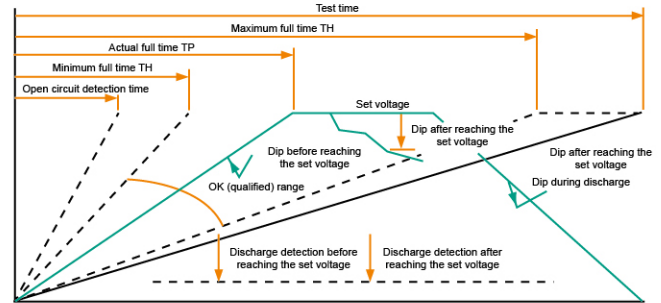 Test time
Maximum full time TH
Actual full time TP
Minimum full time TH
Open circuit detection time
Set voltage
Dip after reaching the
set voltage
Dip before reaching
the set voltage
Dip after reaching the
set voltage
OK (qualified) range
Dip during discharge
Discharge detection before
reaching the set voltage
Discharge detection after
reaching the set voltage